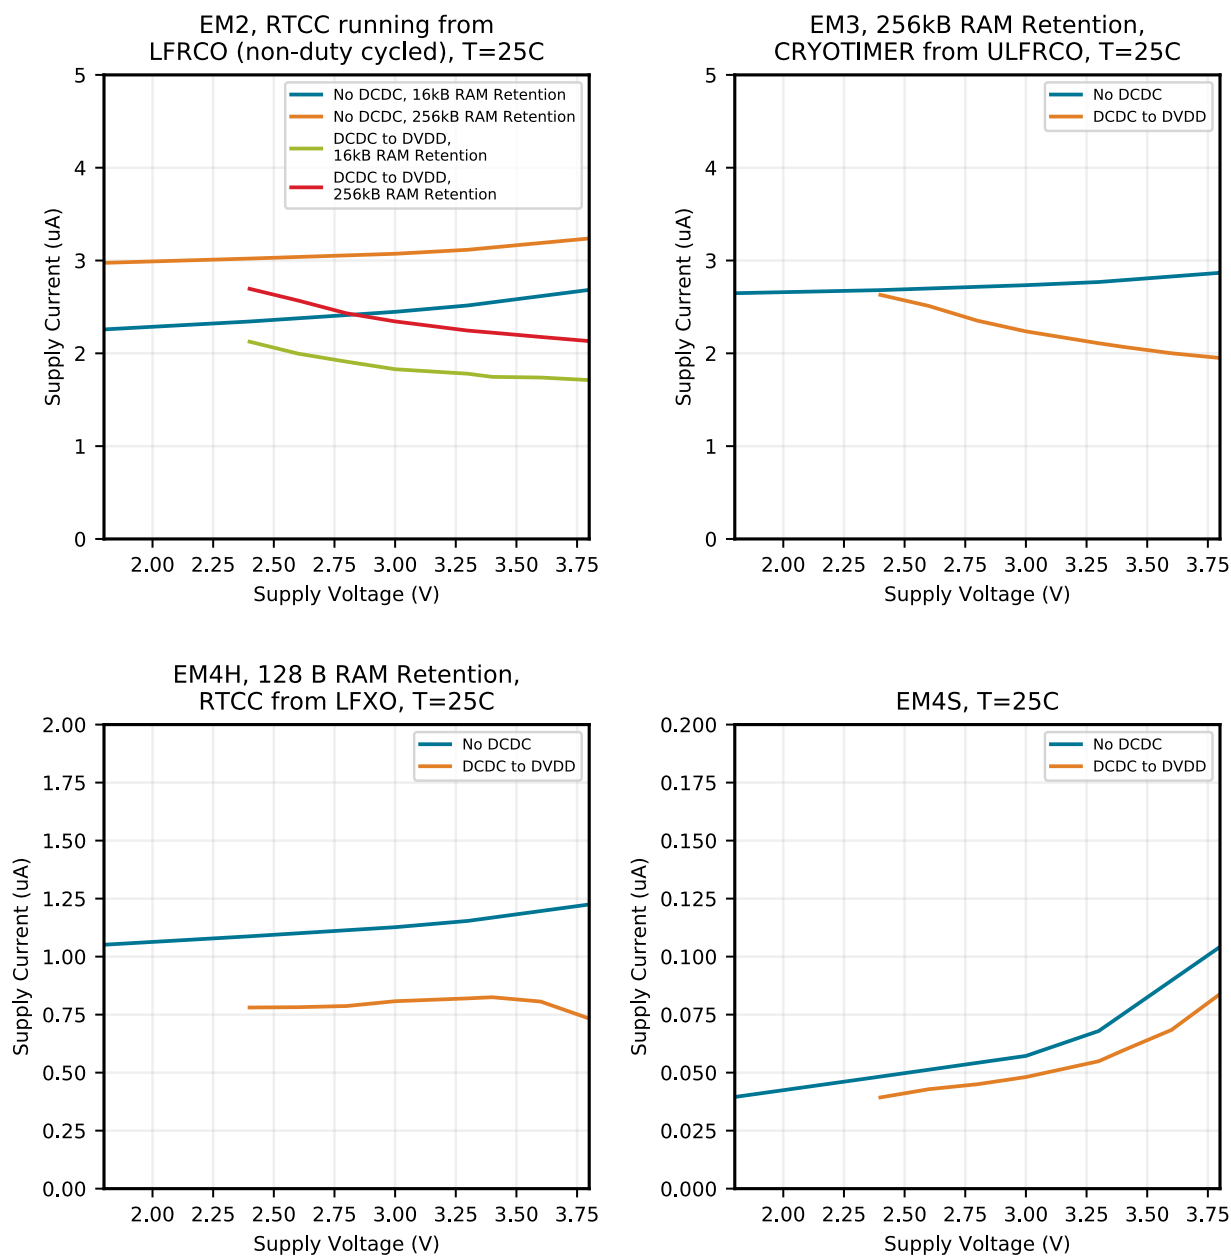 EM2, RTCC running from
LFRCO (non-duty cycled), T=25C
5
4
3
2
1
0
Supply Current (uA)
No DCDC, 16kB RAM Retention
No DCDC, 256kB RAM Retention
DCDC to DVDD,
16kB RAM Retention
DCDC to DVDD,
256kB RAM Retention
2.00 2.25 2.50 2.75 3.00 3.25 3.50 3.75
Supply Voltage (V)
EM3, 256kB RAM Retention,
CRYOTIMER from ULFRCO, T=25C
5
4
3
2
1
0
Supply Current (uA)
No DCDC
DCDC to DVDD
2.00 2.25 2.50 2.75 3.00 3.25 3.50 3.75
Supply Voltage (V)
EM4H, 128 B RAM Retention,
RTCC from LFXO, T=25C
2.00
1.75
1.50
1.25
1.00
0.75
0.50
0.25
0.00
Supply Current (uA)
No DCDC
DCDC to DVDD
2.00 2.25 2.50 2.75 3.00 3.25 3.50 3.75
Supply Voltage (V)
EM4S, T=25C
0.200
0.175
0.150
0.125
0.100
0.075
0.050
0.025
0.000
Supply Current (uA)
No DCDC
DCDC to DVDD
2.00 2.25 2.50 2.75 3.00 3.25 3.50 3.75
Supply Voltage (V)